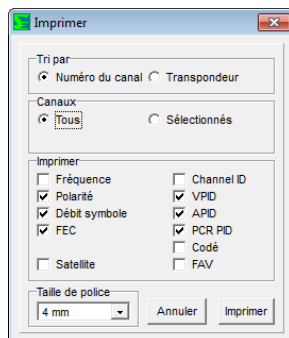 Imprimer
Tri par
Numéro du canal Transpondeur
Canaux
Tous Sélectionnés
Imprimer
Fréquence Channel ID
Polarité VPID
Débit symbole APID
FEC PCR PID
Codé
Satellite FAV
Taille de police
4 mm Annuler Imprimer